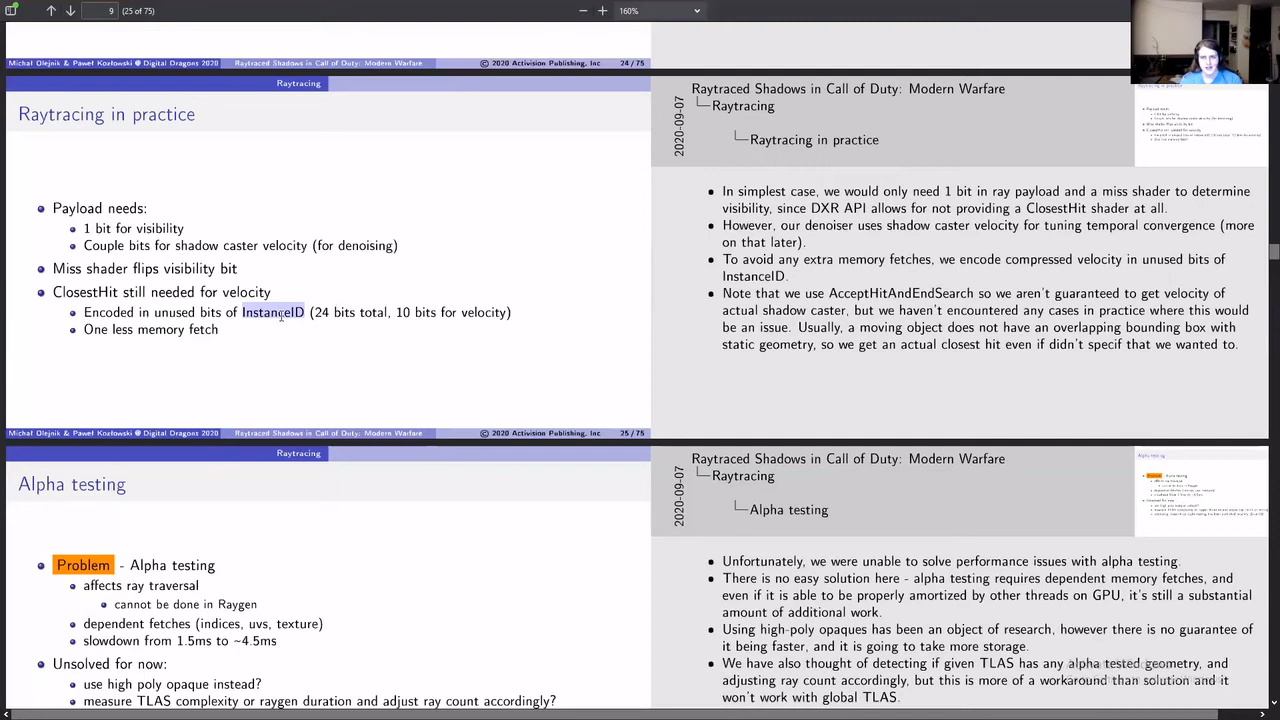 9 (25 of 75)
160%
Michał Olejnik & Paweł Kozłowski @ Digital Dragons 2020 Raytraced Shadows in Call of Duty: Modern Warfare © 2020 Activision Publishing, Inc 24 / 75
Raytracing
Raytracing in practice
Payload needs:
1 bit for visibility
Couple bits for shadow caster velocity (for denoising)
Miss shader flips visibility bit
ClosestHit still needed for velocity
Encoded in unused bits of InstanceID (24 bits total, 10 bits for velocity)
One less memory fetch
Michał Olejnik & Paweł Kozłowski @ Digital Dragons 2020 Raytraced Shadows in Call of Duty: Modern Warfare © 2020 Activision Publishing, Inc 25 / 75
2020-09-07
Raytraced Shadows in Call of Duty: Modern Warfare
Raytracing
Raytracing in practice
Raytracing in practice
In simplest case, we would only need 1 bit in ray payload and a miss shader to determine
visibility, since DXR API allows for not providing a ClosestHit shader at all.
However, our denoiser uses shadow caster velocity for tuning temporal convergence (more
on that later).
To avoid any extra memory fetches, we encode compressed velocity in unused bits of
InstanceID.
Note that we use AcceptHitAndEndSearch so we aren't guaranteed to get velocity of
actual shadow caster, but we haven't encountered any cases in practice where this would
be an issue. Usually, a moving object does not have an overlapping bounding box with
static geometry, so we get an actual closest hit even if didn't specif that we wanted to.
Raytracing
Alpha testing
Problem - Alpha testing
affects ray traversal
cannot be done in Raygen
dependent fetches (indices, uvs, texture)
slowdown from 1.5ms to ~4.5ms
Unsolved for now:
use high poly opaque instead?
measure TLAS complexity or raygen duration and adjust ray count accordingly?
2020-09-07
Raytraced Shadows in Call of Duty: Modern Warfare
Raytracing
Alpha testing
Alpha testing
Unfortunately, we were unable to solve performance issues with alpha testing.
There is no easy solution here - alpha testing requires dependent memory fetches, and
even if it is able to be properly amortized by other threads on GPU, it's still a substantial
amount of additional work.
Using high-poly opaques has been an object of research, however there is no guarantee of
it being faster, and it is going to take more storage.
We have also thought of detecting if given TLAS has any alpha tested geometry, and
adjusting ray count accordingly, but this is more of a workaround than solution and it
won't work with global TLAS.